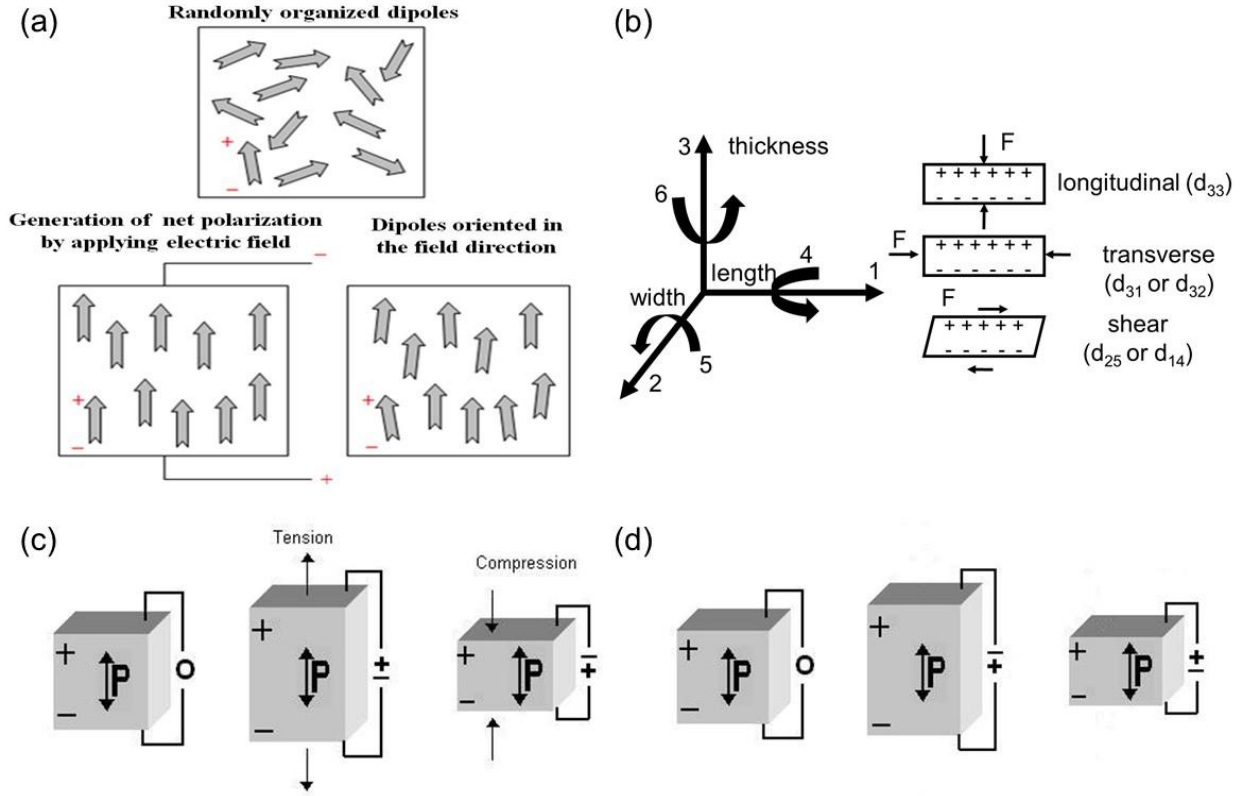 (a)
Randomly organized dipoles
+
−
Generation of net polarization
by applying electric field
−
+
−
+
Dipoles oriented in
the field direction
+
−
(b)
3
thickness
6
length
4
1
width
5
2
F
+ + + + + +
- - - - - -
longitudinal (d33)
F
+ + + + + +
- - - - - -
transverse
(d31 or d32)
F
+ + + + +
- - - - -
shear
(d25 or d14)
(c)
+
−
P
O
Tension
+
−
P
+
−
Compression
+
−
P
−
+
(d)
+
−
P
O
+
−
P
−
+
+
−
P
+
−